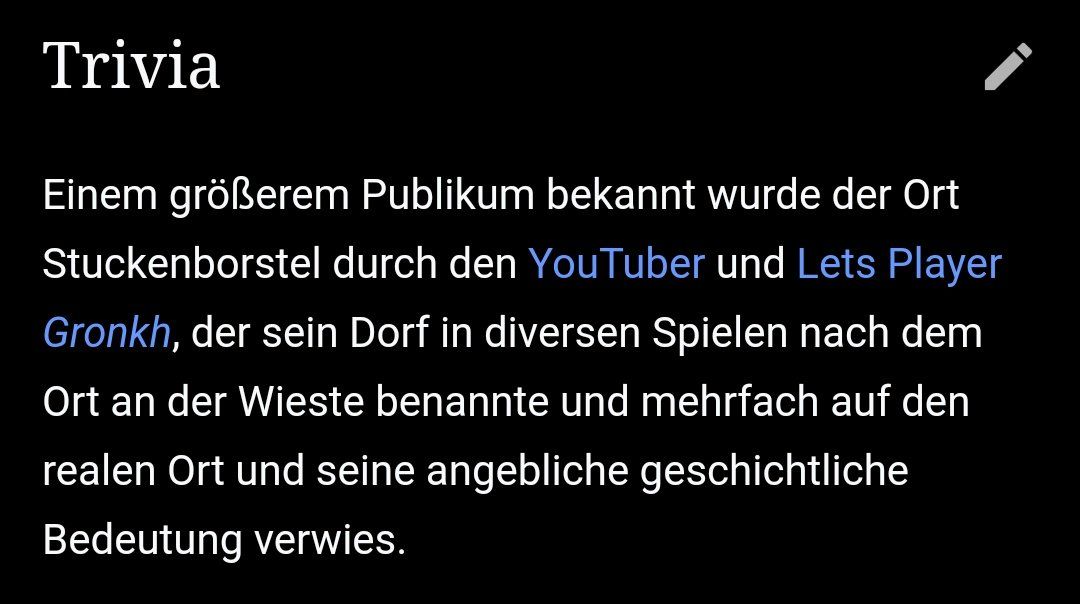 Trivia
Einem größerem Publikum bekannt wurde der Ort
Stuckenborstel durch den YouTuber und Lets Player
Gronkh, der sein Dorf in diversen Spielen nach dem
Ort an der Wieste benannte und mehrfach auf den
realen Ort und seine angebliche geschichtliche
Bedeutung verwies.